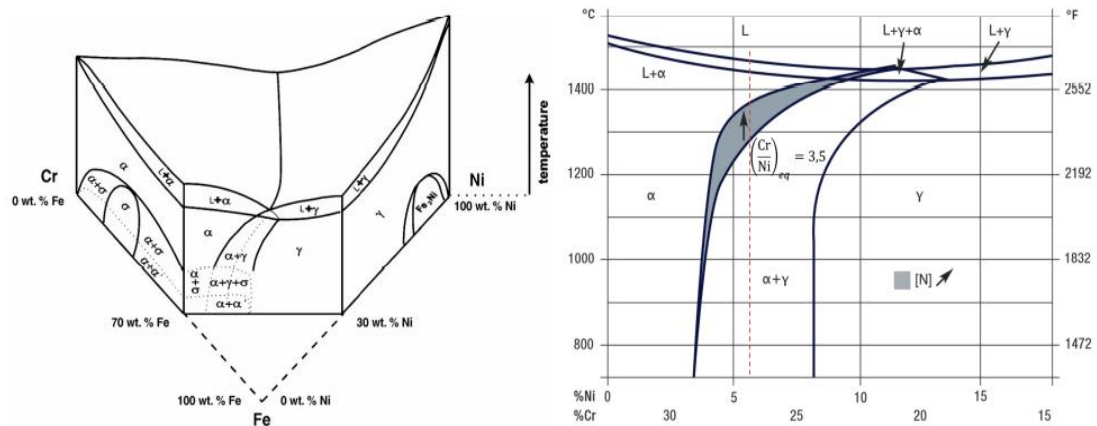 Cr
0 wt. % Fe
Ni
100 wt. % Ni
temperature
α
α+σ
σ
α+σ
α+α
L+α
L+γ
L+α
L+γ
γ
Fe₃Ni
α
α+γ
γ
α
+
σ
α+γ+σ
α+α
70 wt. % Fe
30 wt. % Ni
100 wt. % Fe
0 wt. % Ni
Fe
°C
°F
L
L+γ+α
L+γ
L+α
1400
2552
(Cr/Ni)eq = 3,5
1200
2192
α
γ
1000
1832
α+γ
[N]
800
1472
%Ni 0 5 10 15
%Cr 30 25 20 15